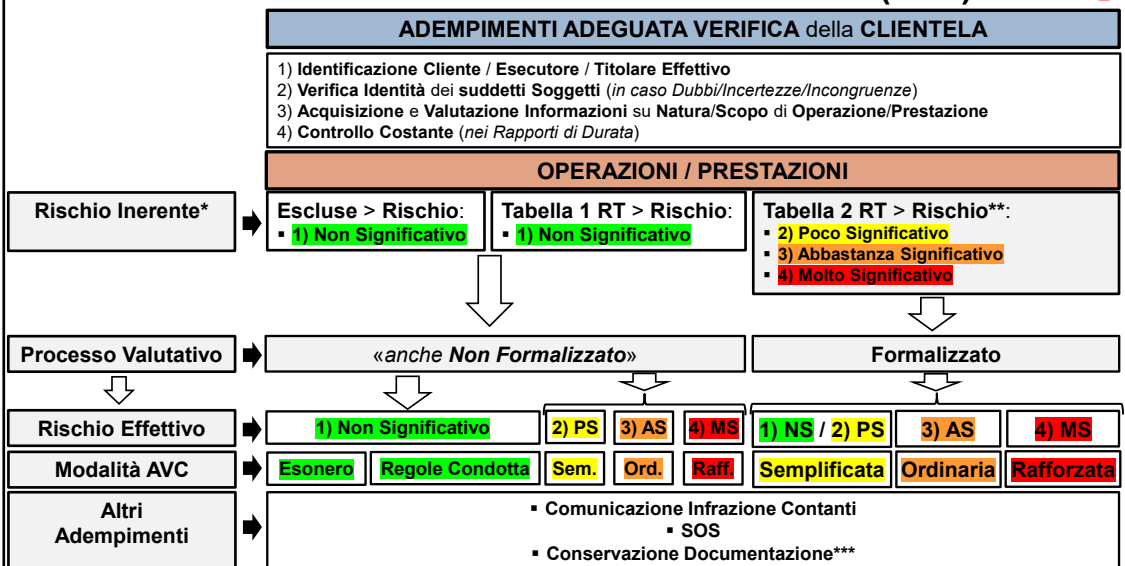 ADEMPIMENTI ADEGUATA VERIFICA della CLIENTELA
1) Identificazione Cliente / Esecutore / Titolare Effettivo
2) Verifica Identità dei suddetti Soggetti (in caso Dubbi/Incertezze/Incongruenze)
3) Acquisizione e Valutazione Informazioni su Natura/Scopo di Operazione/Prestazione
4) Controllo Costante (nei Rapporti di Durata)
OPERAZIONI / PRESTAZIONI
Rischio Inerente*
Escluse > Rischio:
▪ 1) Non Significativo
Tabella 1 RT > Rischio:
▪ 1) Non Significativo
Tabella 2 RT > Rischio**:
▪ 2) Poco Significativo
▪ 3) Abbastanza Significativo
▪ 4) Molto Significativo
Processo Valutativo
«anche Non Formalizzato»
Formalizzato
Rischio Effettivo
1) Non Significativo
2) PS
3) AS
4) MS
1) NS / 2) PS
3) AS
4) MS
Modalità AVC
Esonero
Regole Condotta
Sem.
Ord.
Raff.
Semplificata
Ordinaria
Rafforzata
Altri
Adempimenti
▪ Comunicazione Infrazione Contanti
▪ SOS
▪ Conservazione Documentazione***